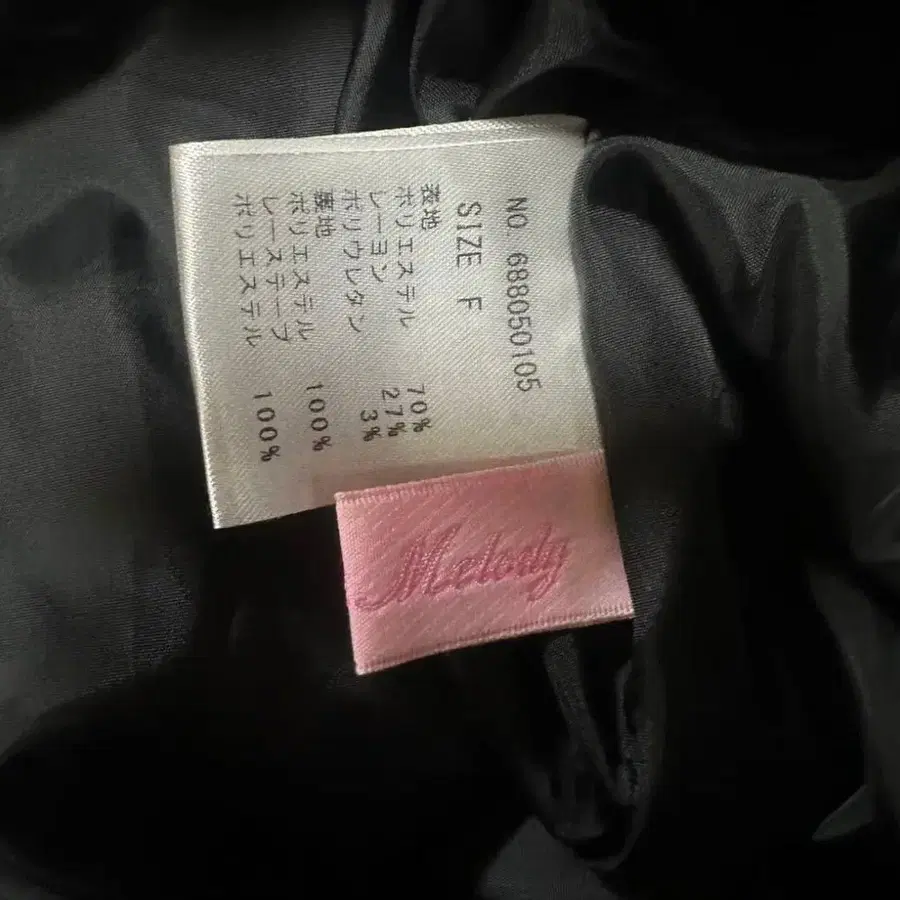 NO. 688050105
SIZE F
表地
ポリエステル 70%
レーヨン 27%
ポリウレタン 3%
裏地
ポリエステル 100%
レーステープ
ポリエステル 100%
Melody